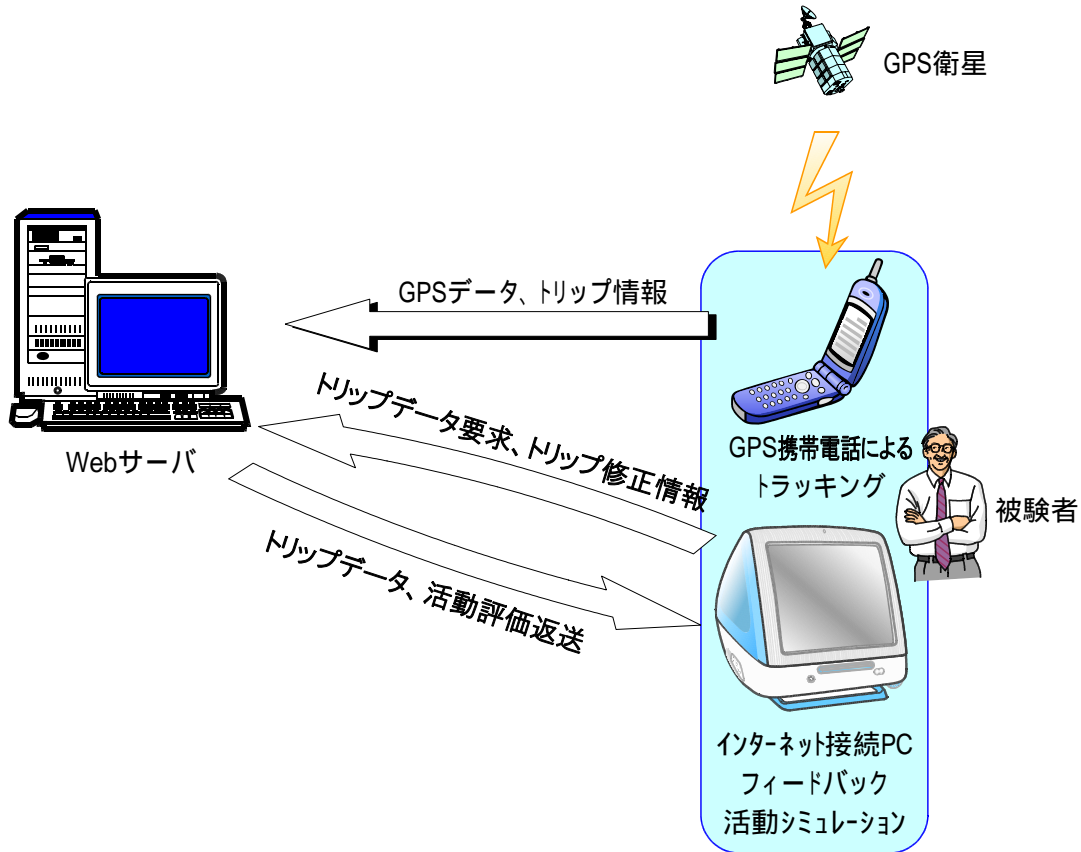 GPS衛星
GPSデータ、トリップ情報
トリップデータ要求、トリップ修正情報
Webサーバ
GPS携帯電話による
トラッキング
被験者
トリップデータ、活動評価返送
インターネット接続PC
フィードバック
活動シミュレーション